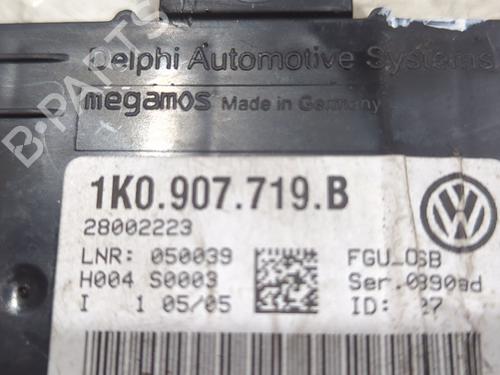 Delphi Automotive Systems
megamos Made in Germany
B-PARTS
1K0.907.719.B
28002223
LNR: 050039 FGU_OSB
H004 S0003 Ser.0890ad
I 1 05/05 ID: 27